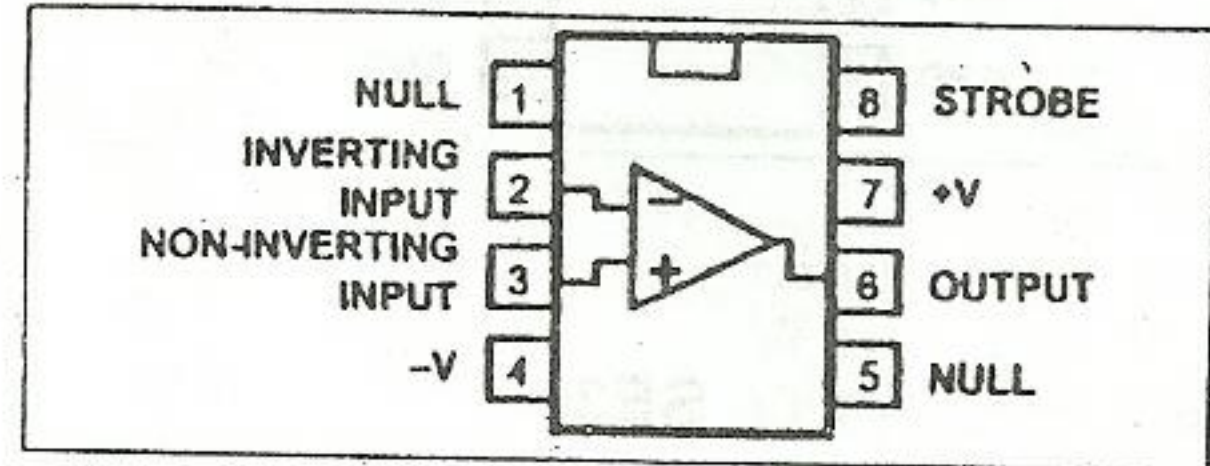 NULL 1
INVERTING
INPUT 2
NON-INVERTING
INPUT 3
–V 4
8 STROBE
7 +V
6 OUTPUT
5 NULL
− 
+